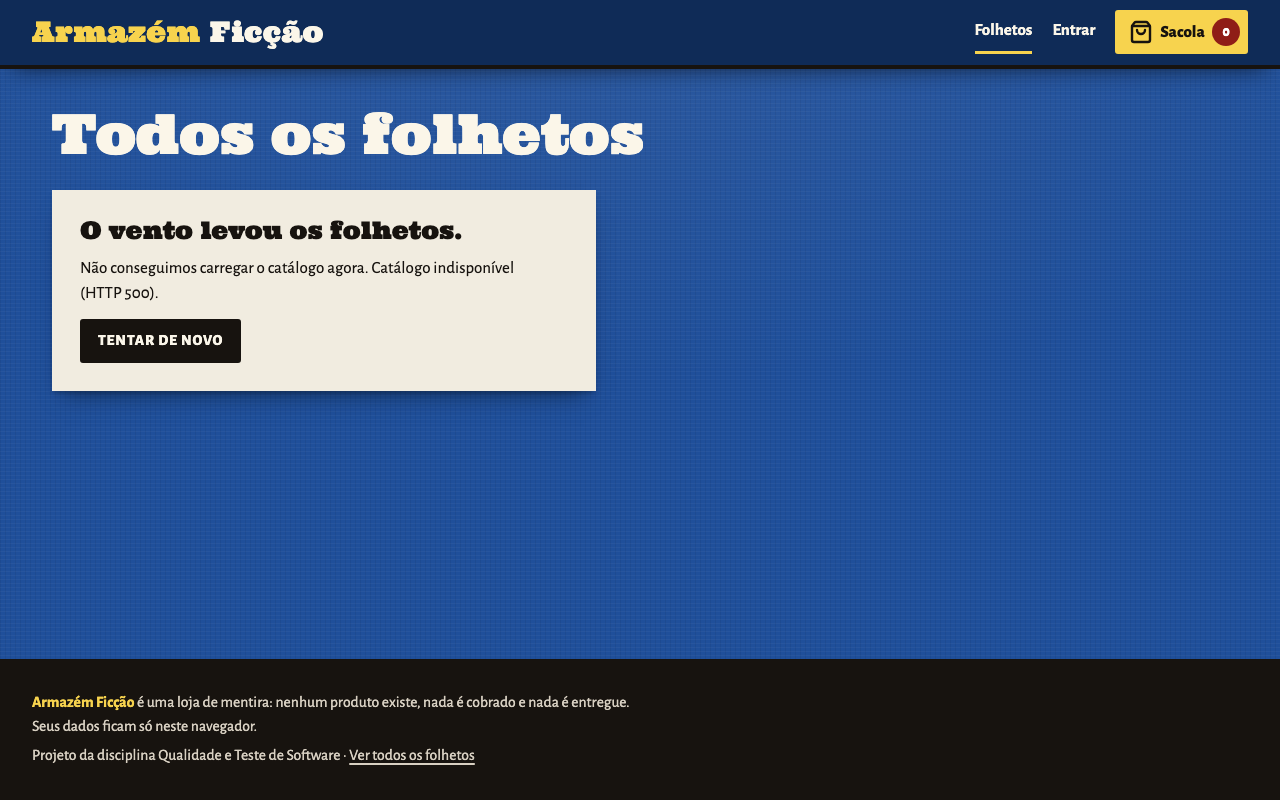 Armazém Ficção
Folhetos
Entrar
Sacola 0
Todos os folhetos
O vento levou os folhetos.
Não conseguimos carregar o catálogo agora. Catálogo indisponível
(HTTP 500).
TENTAR DE NOVO
Armazém Ficção é uma loja de mentira: nenhum produto existe, nada é cobrado e nada é entregue.
Seus dados ficam só neste navegador.
Projeto da disciplina Qualidade e Teste de Software · Ver todos os folhetos